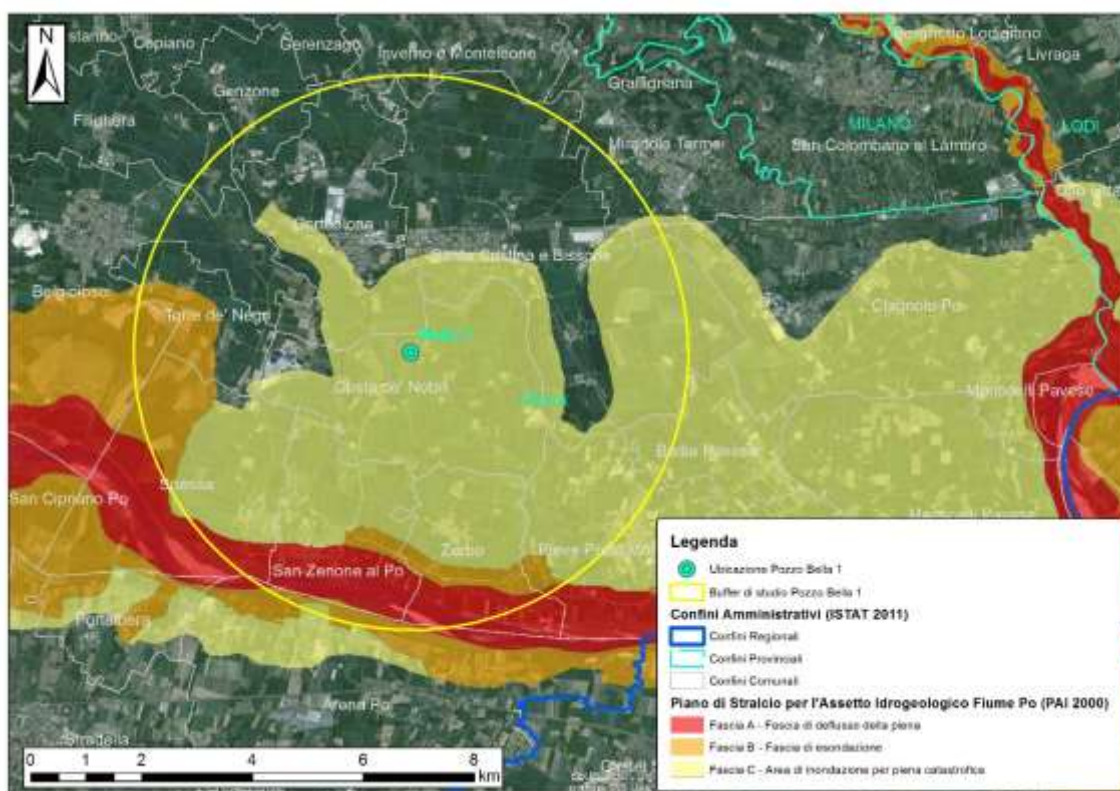 N
Copiano
Gerenzago
Inverno e Monteleone
Borghetto Lodigiano
Livraga
Genzone
Graffignana
Filighera
MILANO
LODI
Miradolo Terme
San Colombano al Lambro
Corteolona
Santa Cristina e Bissone
Belgioioso
Torre de' Negri
Chignolo Po
Costa de' Nobili
Monticelli Pavese
Badia Pavese
Spessa
San Cipriano Po
Zerbo
Pieve Porto
San Zenone al Po
Portalbera
Arena Po
Stradella
0 1 2 4 6 8
km
Legenda
Ubicazione Pozzo Bella 1
Buffer di studio Pozzo Bella 1
Confini Amministrativi (ISTAT 2011)
Confini Regionali
Confini Provinciali
Confini Comunali
Piano di Stralcio per l'Assetto Idrogeologico Fiume Po (PAI 2000)
Fascia A - Fascia di deflusso della piena
Fascia B - Fascia di esondazione
Fascia C - Area di inondazione per piena catastrofica